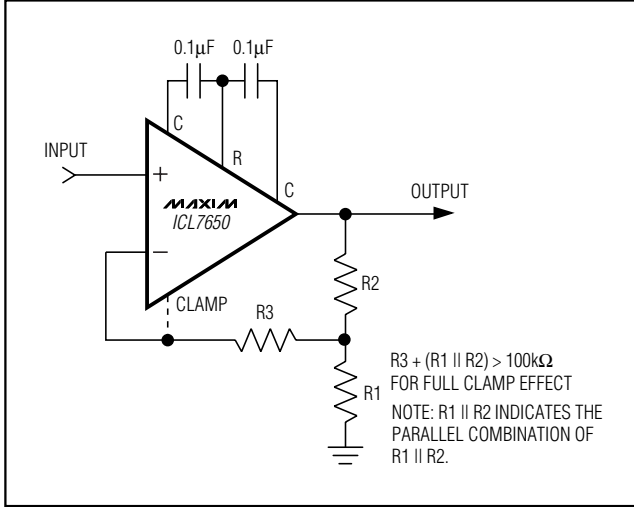 0.1μF 0.1μF
C
R
C
INPUT
+
MAXIM
ICL7650
OUTPUT
−
CLAMP
R2
R3
R1
R3 + (R1 || R2) > 100kΩ
FOR FULL CLAMP EFFECT
NOTE: R1 || R2 INDICATES THE
PARALLEL COMBINATION OF
R1 || R2.